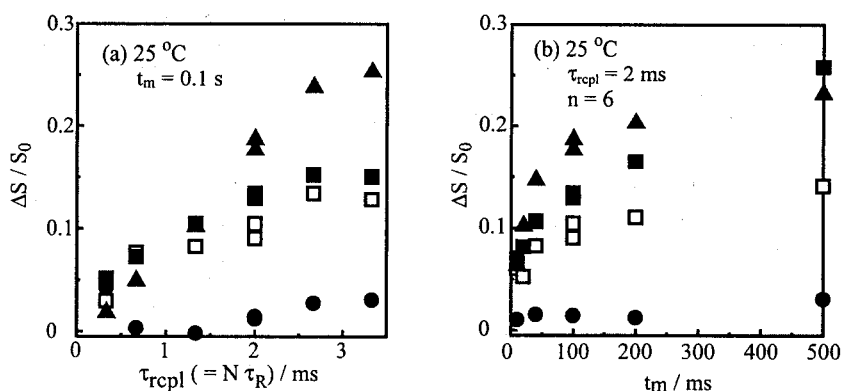 0.3
0.2
0.1
0
ΔS / S₀
(a) 25 °C
tₘ = 0.1 s
0 1 2 3
τrcpl ( = N τR) / ms
0.3
0.2
0.1
0
ΔS / S₀
(b) 25 °C
τrcpl = 2 ms
n = 6
0 100 200 300 400 500
tₘ / ms